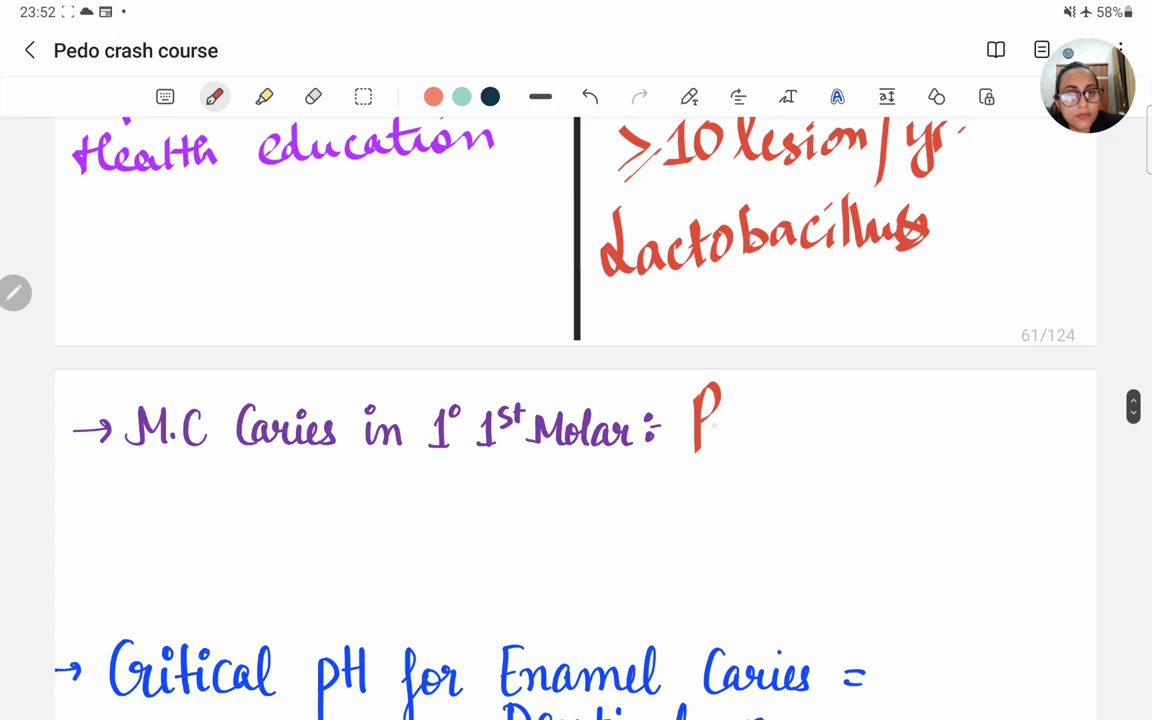 23:52
58%
Pedo crash course
Health education
≥10 lesion/yr.
Lactobacillus
61/124
→ M.C Caries in 1° 1st Molar:- P
→ Critical pH for Enamel Caries =